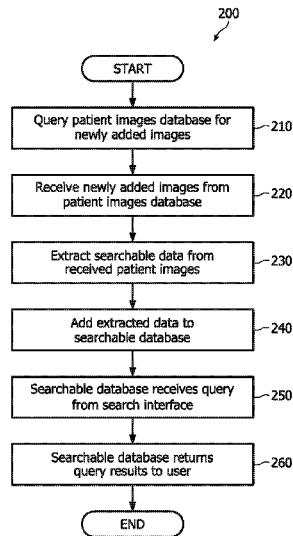 200
START
Query patient images database for
newly added images
210
Receive newly added images from
patient images database
220
Extract searchable data from
received patient images
230
Add extracted data to
searchable database
240
Searchable database receives query
from search interface
250
Searchable database returns
query results to user
260
END